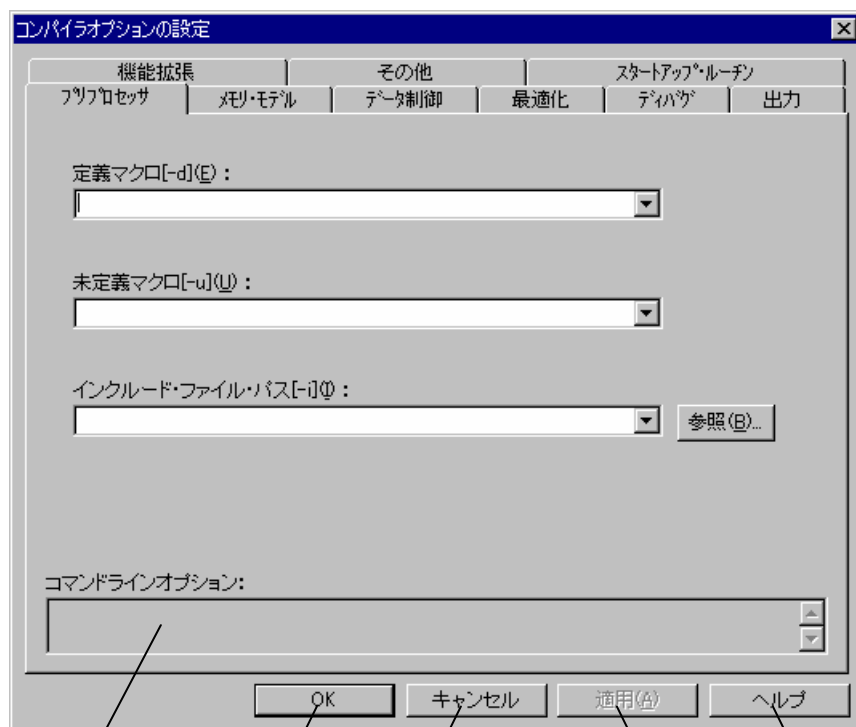 コンパイラオプションの設定
機能拡張 その他 スタートアップ・ルーチン
プリプロセッサ メモリ・モデル データ制御 最適化 ディバグ 出力
定義マクロ[-d](E):
未定義マクロ[-u](U):
インクルード・ファイル・パス[-i](I):
参照(B)...
コマンドラインオプション:
OK キャンセル 適用(A) ヘルプ